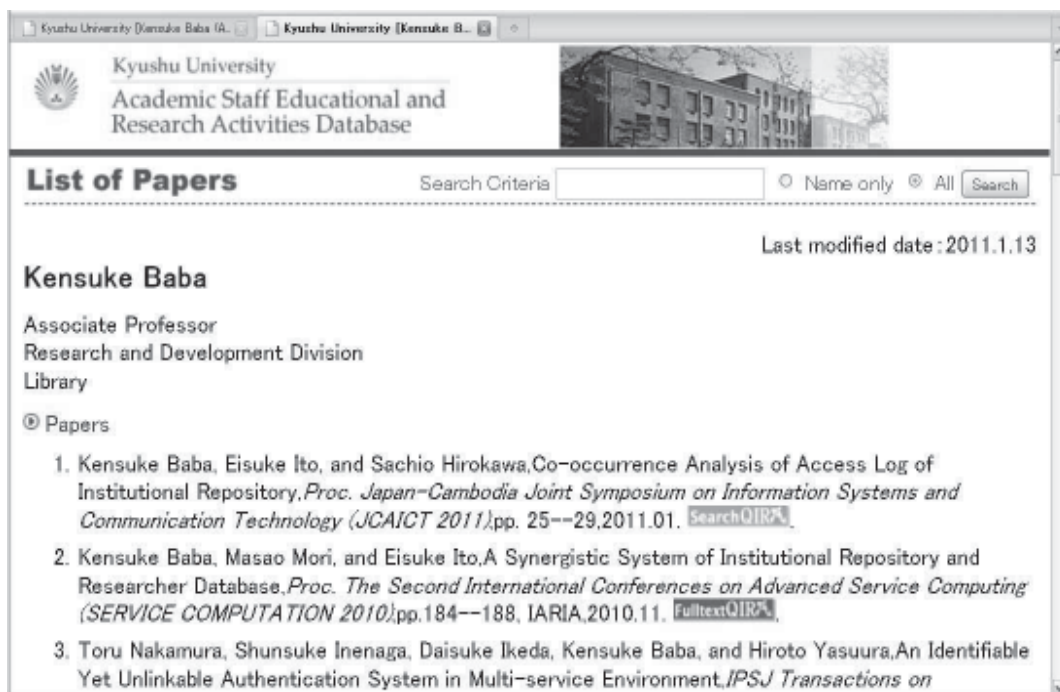 Kyushu University [Kensuke Baba (A..
Kyushu University [Kensuke B...
Kyushu University
Academic Staff Educational and
Research Activities Database
List of Papers
Search Criteria
Name only
All
Search
Last modified date:2011.1.13
Kensuke Baba
Associate Professor
Research and Development Division
Library
Papers
1. Kensuke Baba, Eisuke Ito, and Sachio Hirokawa,Co-occurrence Analysis of Access Log of
Institutional Repository,Proc. Japan-Cambodia Joint Symposium on Information Systems and
Communication Technology (JCAICT 2011),pp. 25--29,2011.01. SearchQIR.
2. Kensuke Baba, Masao Mori, and Eisuke Ito,A Synergistic System of Institutional Repository and
Researcher Database,Proc. The Second International Conferences on Advanced Service Computing
(SERVICE COMPUTATION 2010),pp.184--188, IARIA,2010.11. FulltextQIR.
3. Toru Nakamura, Shunsuke Inenaga, Daisuke Ikeda, Kensuke Baba, and Hiroto Yasuura,An Identifiable
Yet Unlinkable Authentication System in Multi-service Environment,IPSJ Transactions on